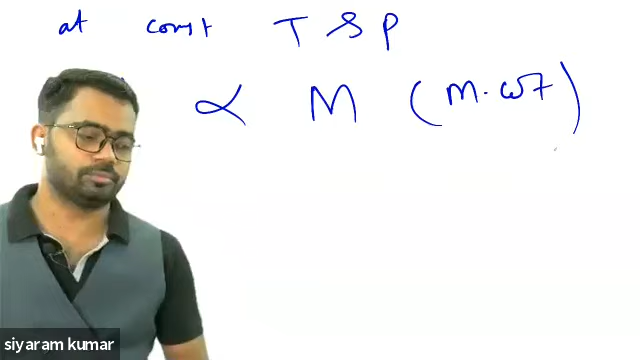 at const T & P
∝ M (M.wt)
siyaram kumar